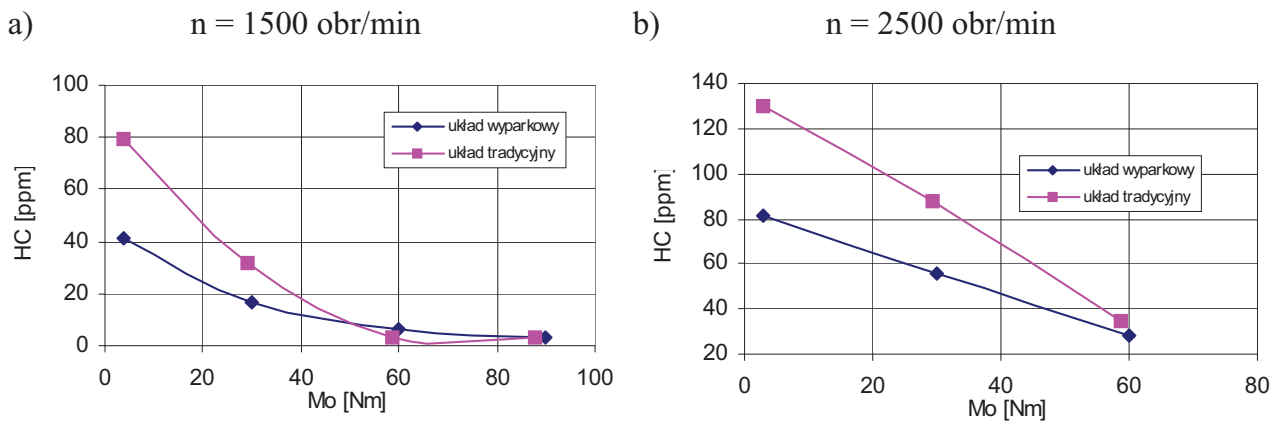 a) n = 1500 obr/min
100
80
60
40
20
0
HC [ppm]
układ wyparkowy
układ tradycyjny
0 20 40 60 80 100
Mo [Nm]
b) n = 2500 obr/min
140
120
100
80
60
40
20
HC [ppm]
układ wyparkowy
układ tradycyjny
0 20 40 60 80
Mo [Nm]